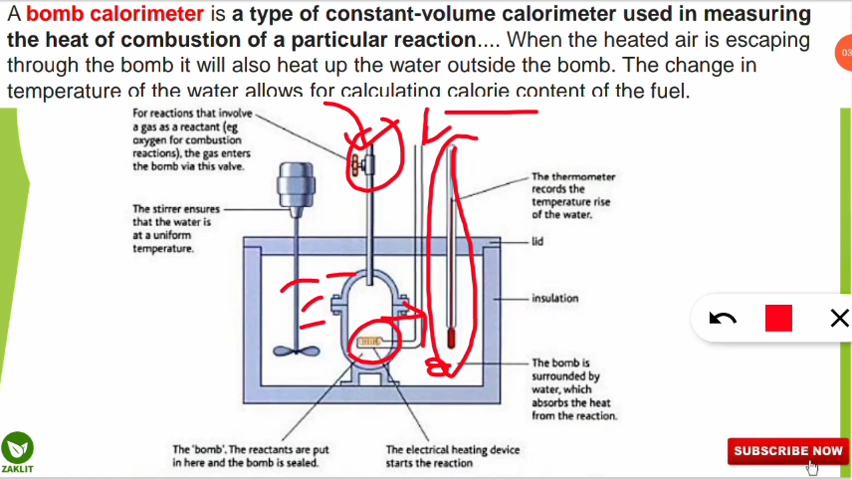 A bomb calorimeter is a type of constant-volume calorimeter used in measuring
the heat of combustion of a particular reaction.... When the heated air is escaping
through the bomb it will also heat up the water outside the bomb. The change in
temperature of the water allows for calculating calorie content of the fuel.
For reactions that involve
a gas as a reactant (eg
oxygen for combustion
reactions), the gas enters
the bomb via this valve.
The stirrer ensures
that the water is
at a uniform
temperature.
The thermometer
records the
temperature rise
of the water.
lid
insulation
The bomb is
surrounded by
water, which
absorbs the heat
from the reaction.
The 'bomb'. The reactants are put
in here and the bomb is sealed.
The electrical heating device
starts the reaction
ZAKLIT
SUBSCRIBE NOW
03